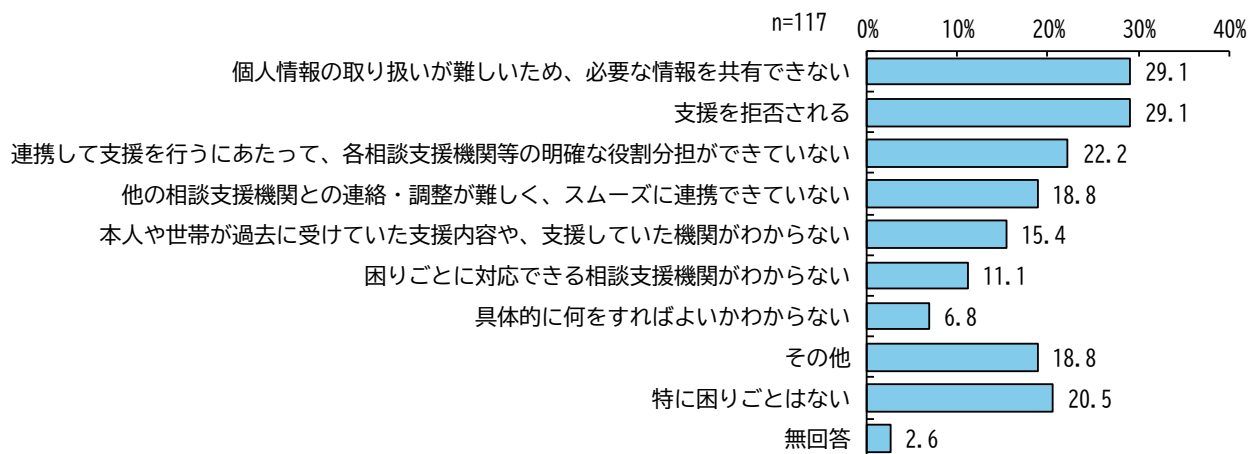 n=117 0% 10% 20% 30% 40%
個人情報の取り扱いが難しいため、必要な情報を共有できない 29.1
支援を拒否される 29.1
連携して支援を行うにあたって、各相談支援機関等の明確な役割分担ができていない 22.2
他の相談支援機関との連絡・調整が難しく、スムーズに連携できていない 18.8
本人や世帯が過去に受けていた支援内容や、支援していた機関がわからない 15.4
困りごとに対応できる相談支援機関がわからない 11.1
具体的に何をすればよいかわからない 6.8
その他 18.8
特に困りごとはない 20.5
無回答 2.6